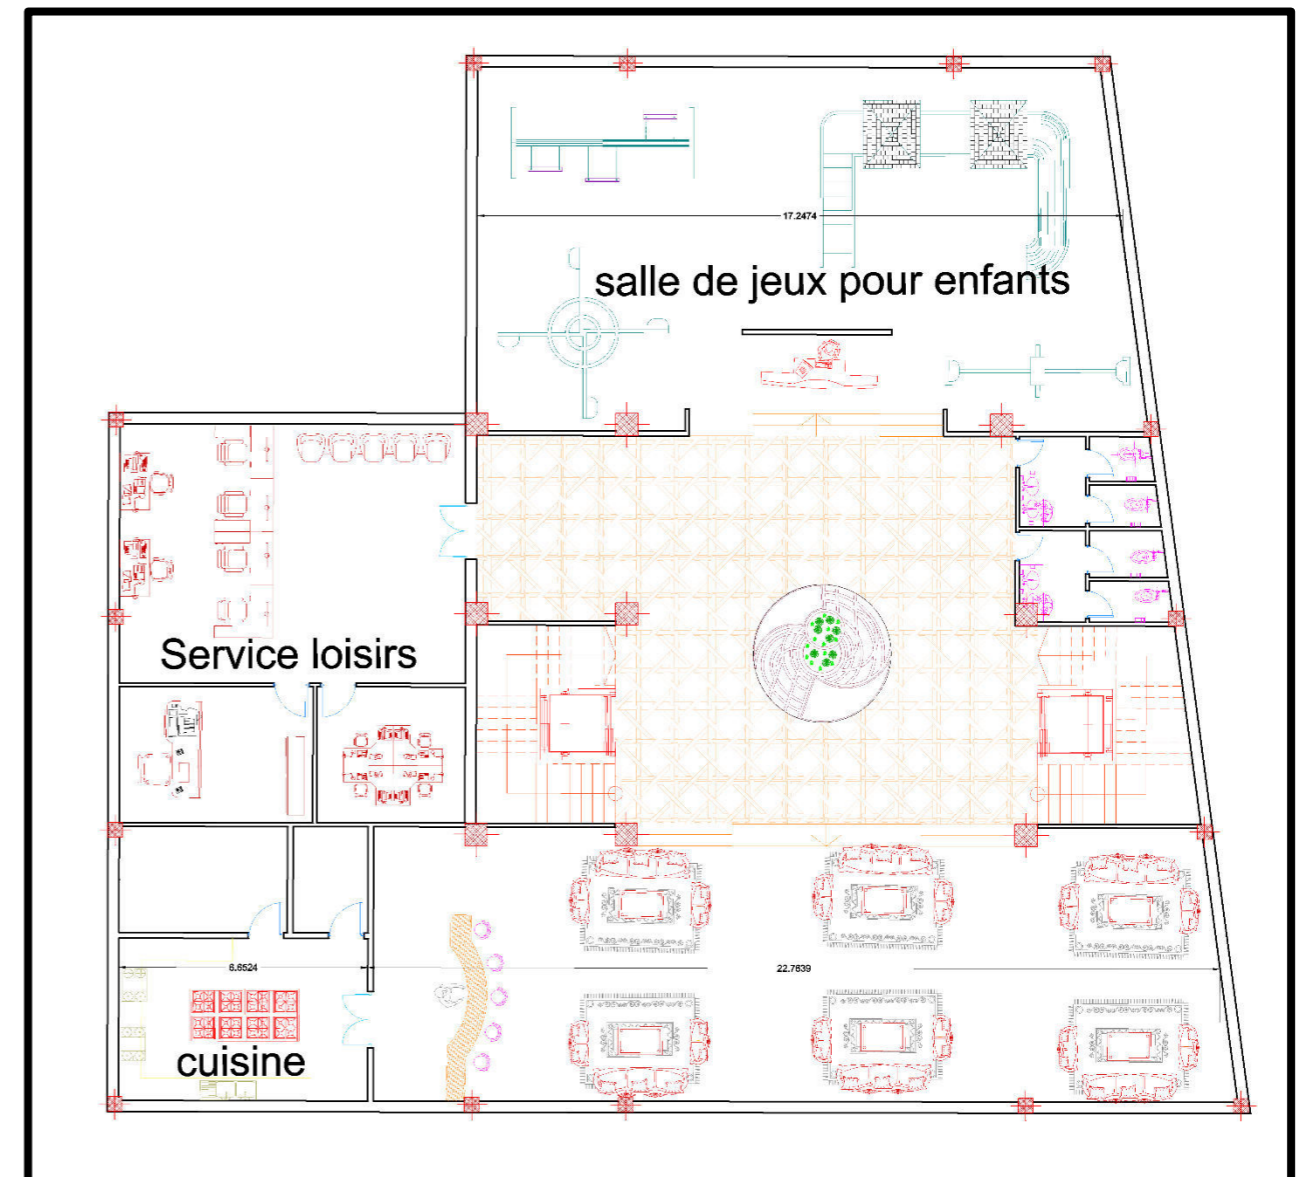 17.2474
salle de jeux pour enfants
Service loisirs
6.6524
22.7639
cuisine